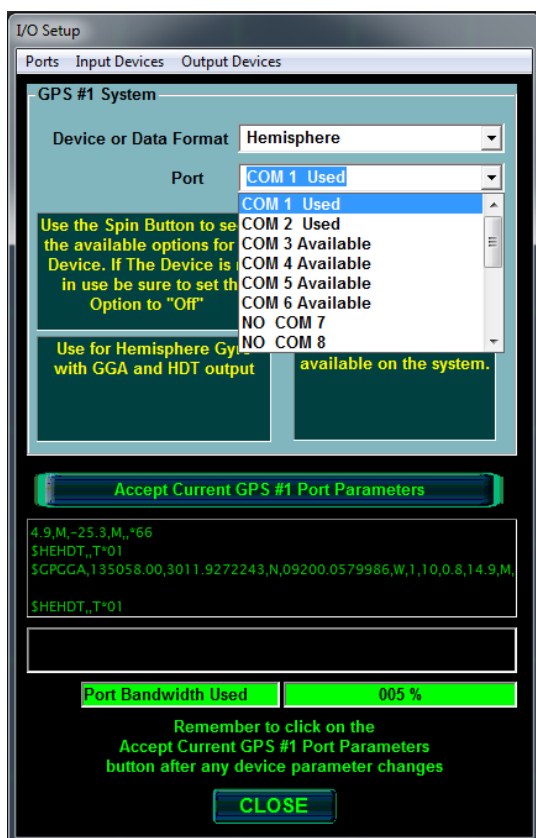 I/O Setup
Ports Input Devices Output Devices
GPS #1 System
Device or Data Format Hemisphere
Port COM 1 Used
COM 1 Used
COM 2 Used
COM 3 Available
COM 4 Available
COM 5 Available
COM 6 Available
NO COM 7
NO COM 8
Use the Spin Button to
the available options for
Device. If The Device is
in use be sure to set
Option to "Off"
Use for Hemisphere
with GGA and HDT output
available on the system.
Accept Current GPS #1 Port Parameters
4.9,M,-25.3,M,,*66
$HEHDT,,T*01
$GPGGA,135058.00,3011.9272243,N,09200.0579986,W,1,10,0.8,14.9,M,
$HEHDT,,T*01
Port Bandwidth Used 005 %
Remember to click on the
Accept Current GPS #1 Port Parameters
button after any device parameter changes
CLOSE